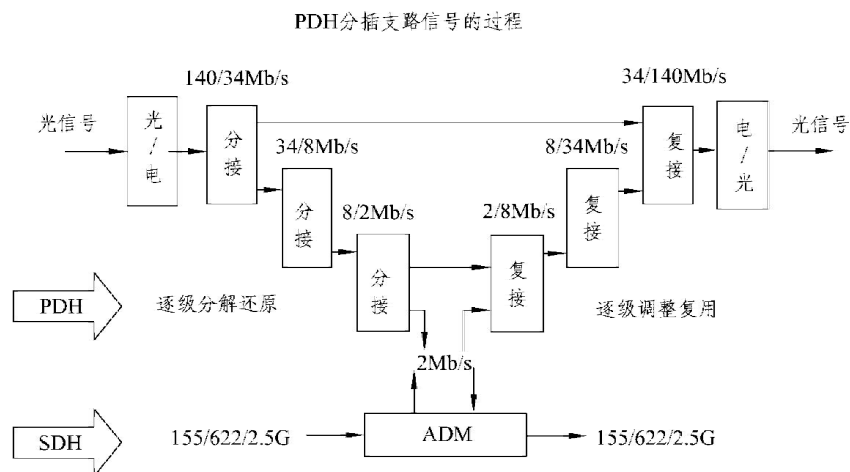 PDH分插支路信号的过程
140/34Mb/s
34/140Mb/s
光信号
光/电
分接
34/8Mb/s
8/34Mb/s
复接
电/光
光信号
分接
8/2Mb/s
2/8Mb/s
复接
分接
复接
PDH
逐级分解还原
逐级调整复用
2Mb/s
SDH
155/622/2.5G
ADM
155/622/2.5G